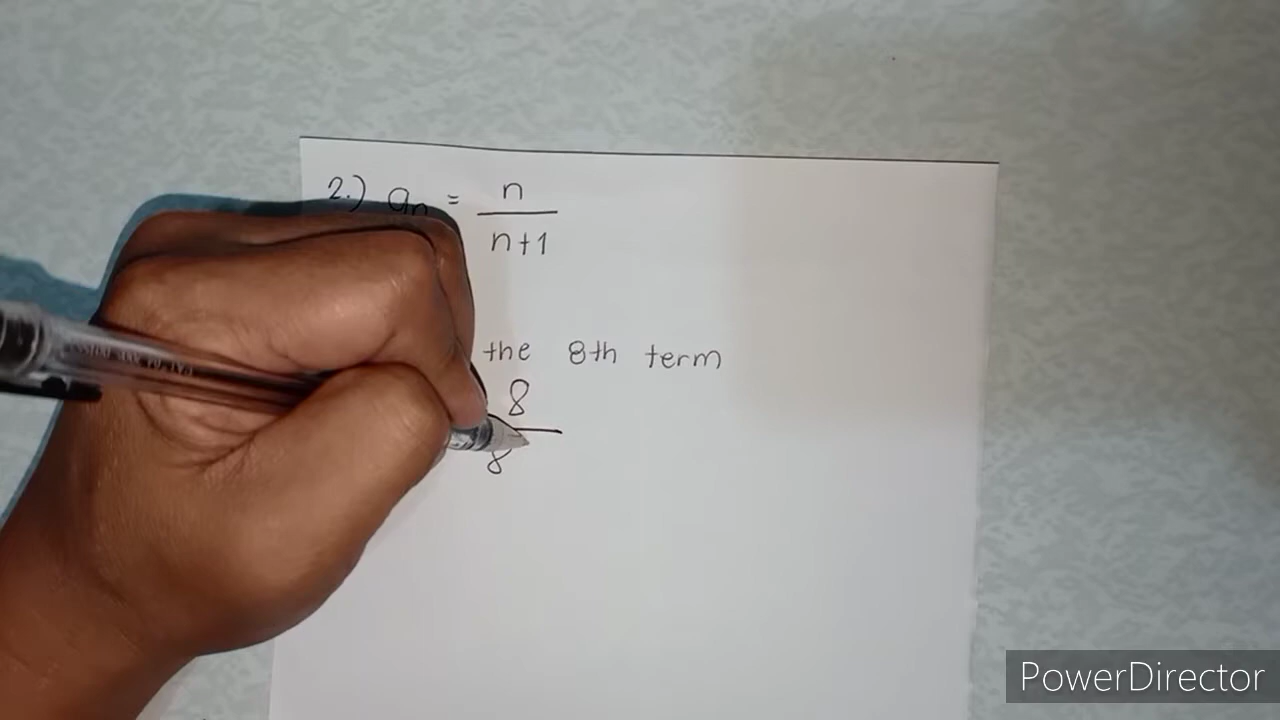 2.) an = n
n+1
the 8th term
8
8
PowerDirector